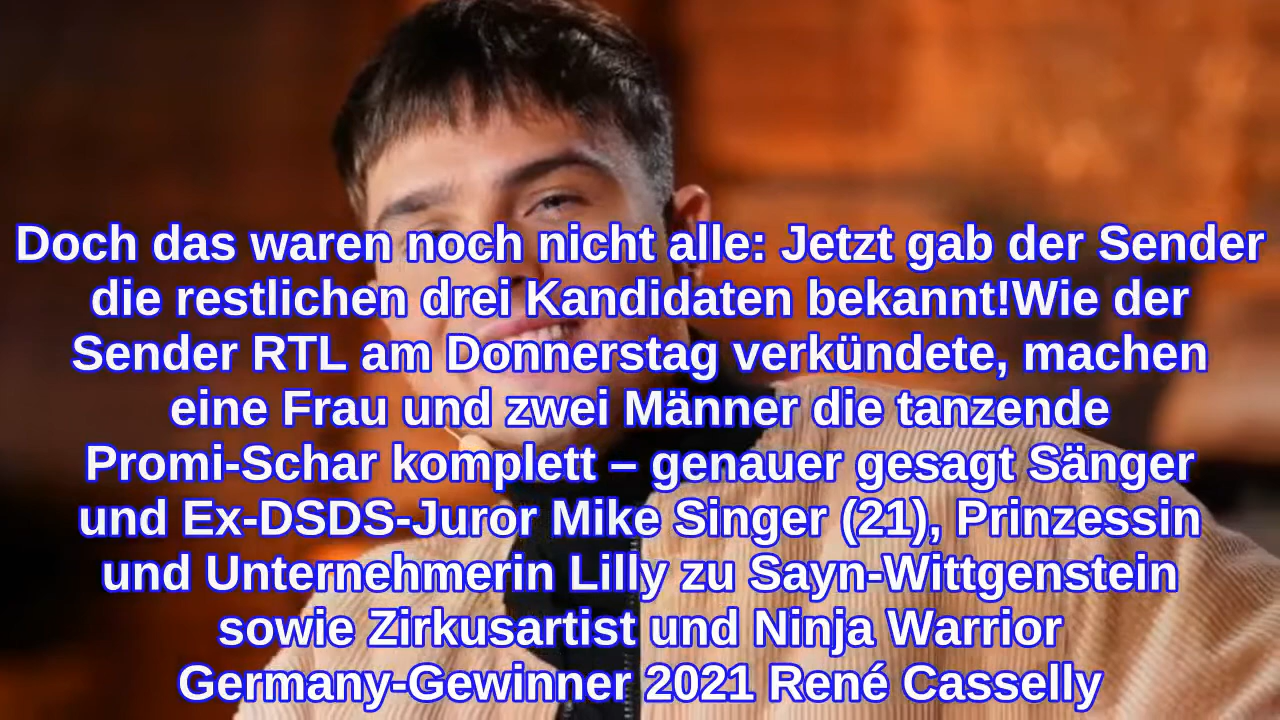 Doch das waren noch nicht alle: Jetzt gab der Sender
die restlichen drei Kandidaten bekannt!Wie der
Sender RTL am Donnerstag verkündete, machen
eine Frau und zwei Männer die tanzende
Promi-Schar komplett – genauer gesagt Sänger
und Ex-DSDS-Juror Mike Singer (21), Prinzessin
und Unternehmerin Lilly zu Sayn-Wittgenstein
sowie Zirkusartist und Ninja Warrior
Germany-Gewinner 2021 René Casselly